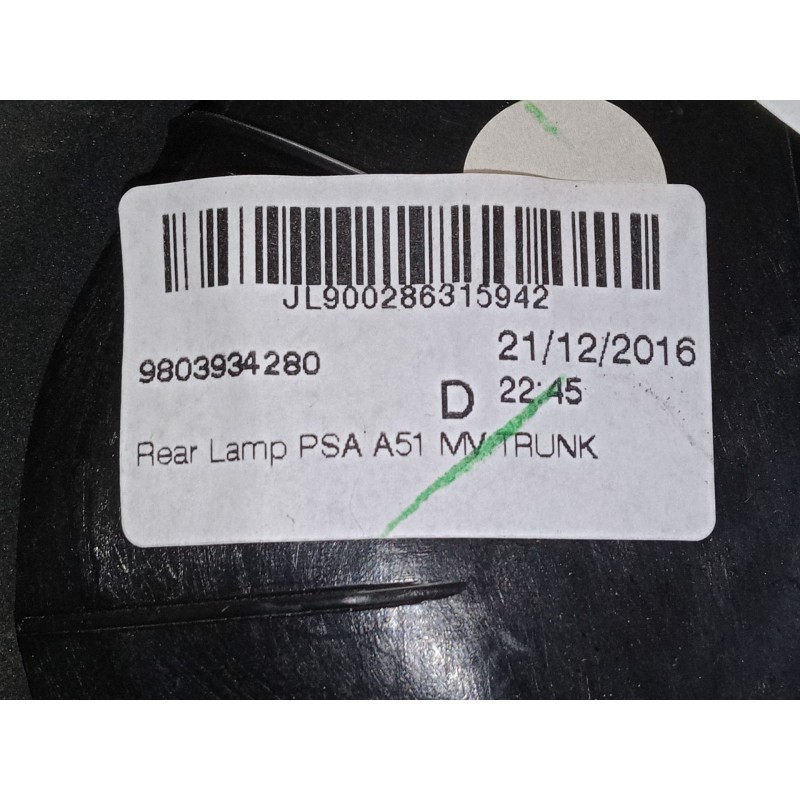 JL900286315942
21/12/2016
9803934280
D 22:45
Rear Lamp PSA A51 MV TRUNK